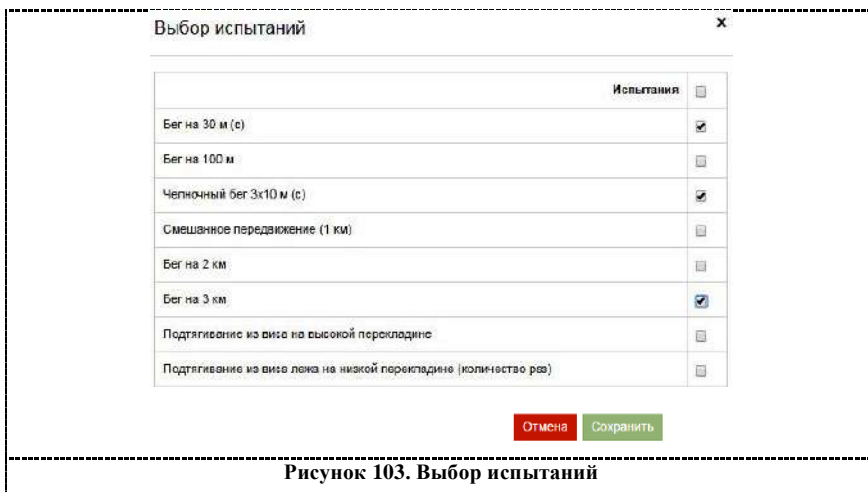 Выбор испытаний
x
Испытания
Бег на 30 м (с)
Бег на 100 м
Челночный бег 3х10 м (с)
Смешанное передвижение (1 км)
Бег на 2 км
Бег на 3 км
Подтягивание из виса на высокой перекладине
Подтягивание из виса лежа на низкой перекладине (количество раз)
Отмена Сохранить
Рисунок 103. Выбор испытаний